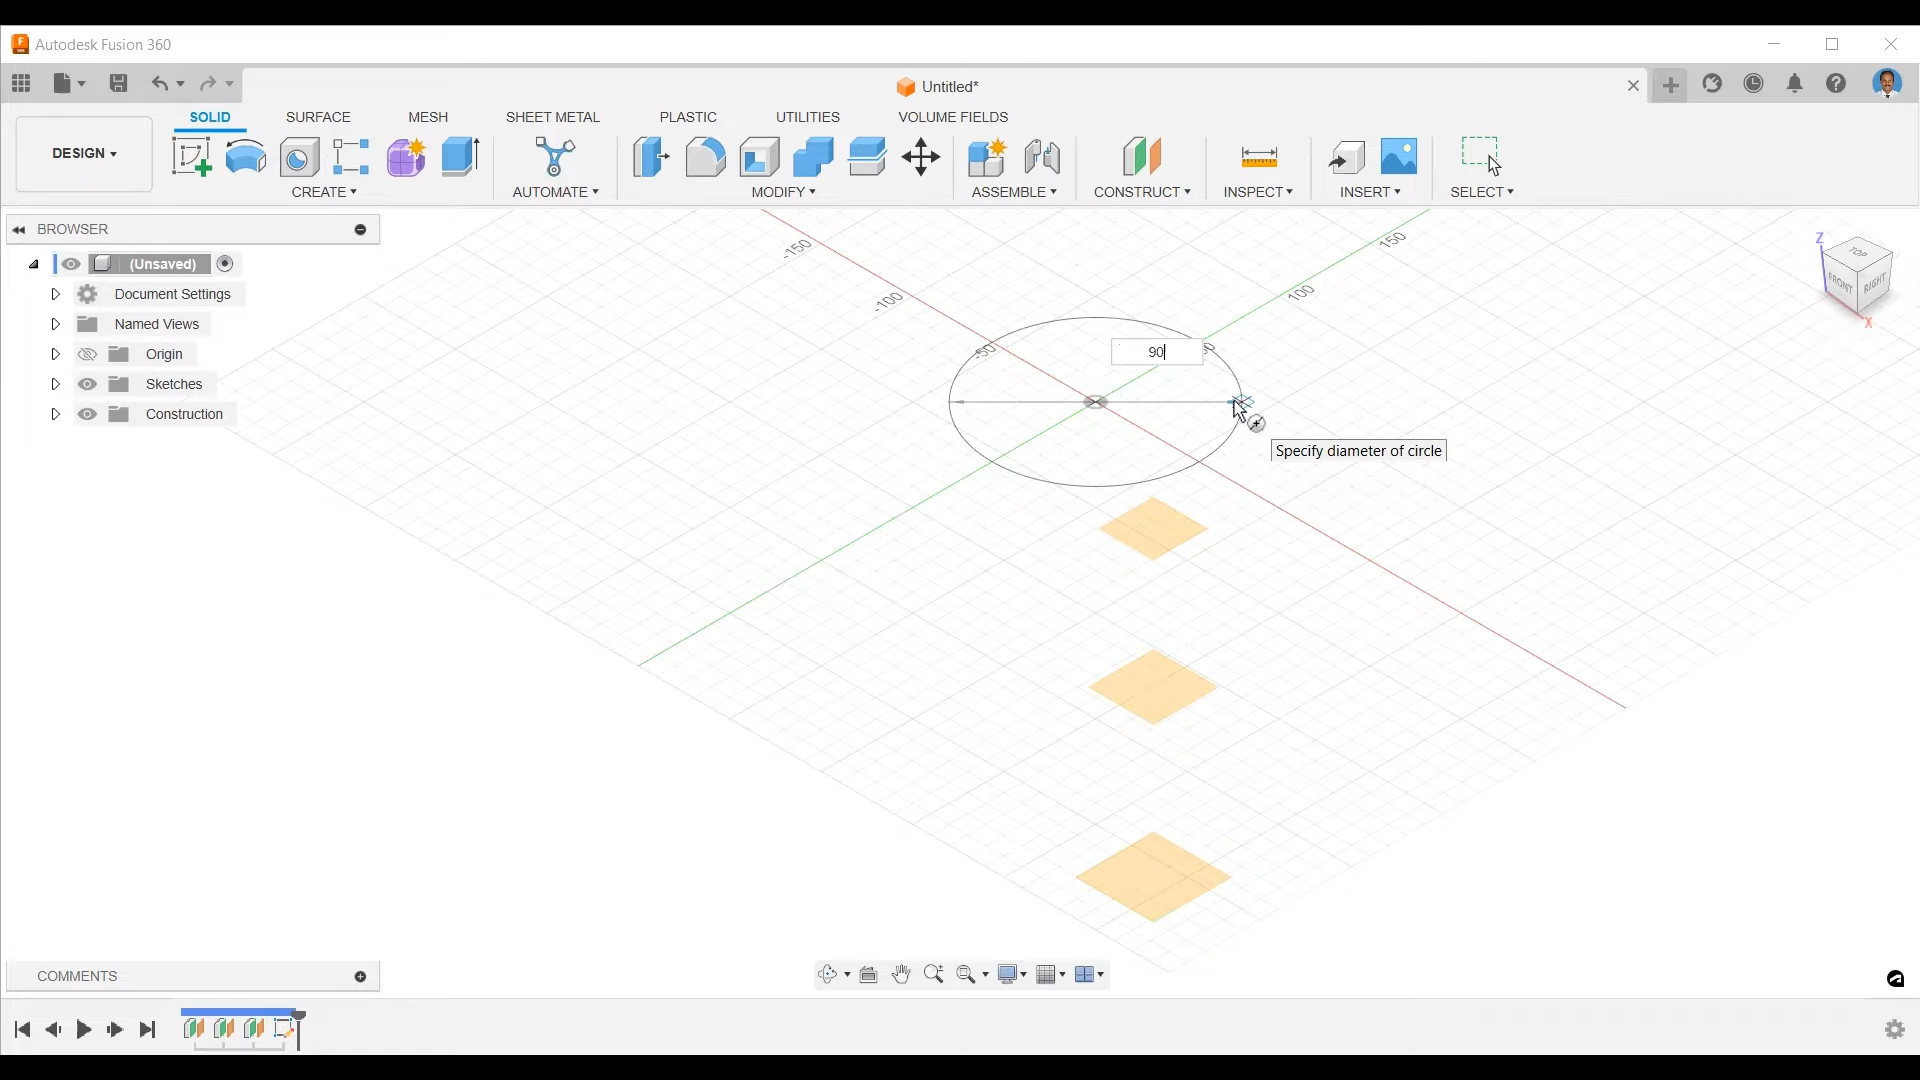 Autodesk Fusion 360
Untitled*
SOLID SURFACE MESH SHEET METAL PLASTIC UTILITIES VOLUME FIELDS
DESIGN
CREATE AUTOMATE MODIFY ASSEMBLE CONSTRUCT INSPECT INSERT SELECT
BROWSER
(Unsaved)
Document Settings
Named Views
Origin
Sketches
Construction
-150
-100
-50
150
100
90
Specify diameter of circle
Z
TOP
FRONT
RIGHT
X
COMMENTS